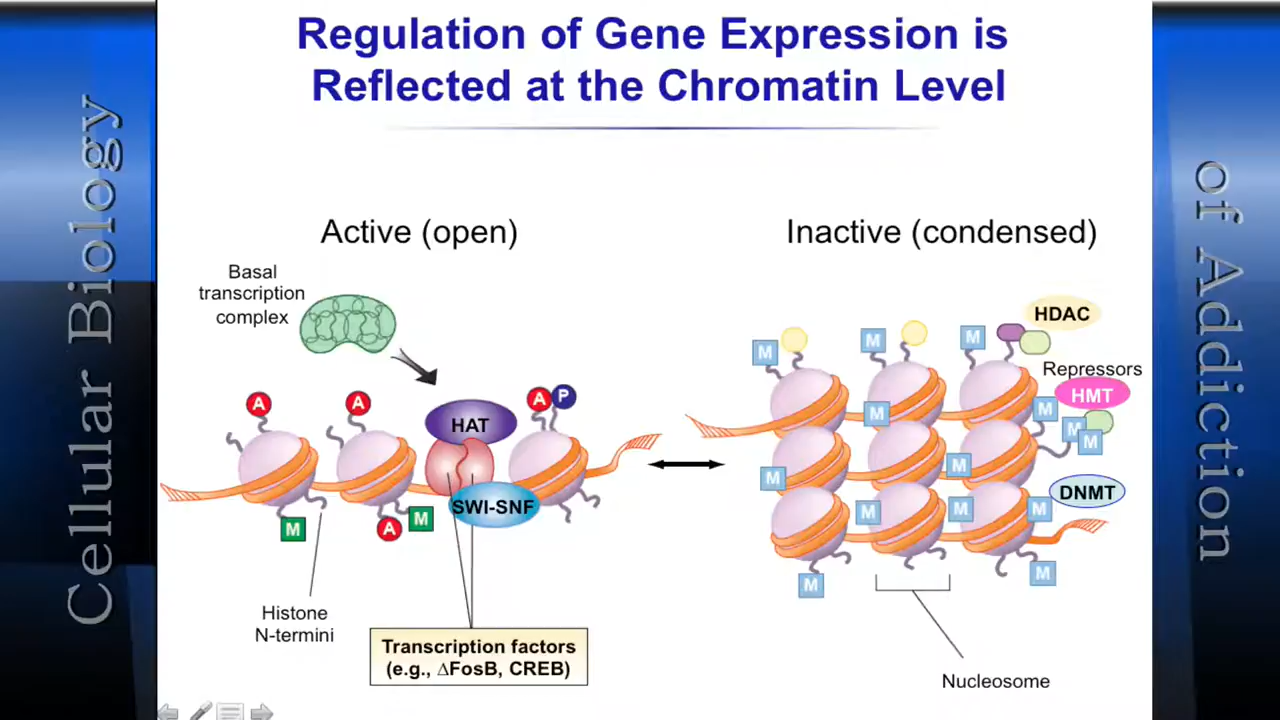 Regulation of Gene Expression is
Reflected at the Chromatin Level
Cellular Biology
of Addiction
Active (open)
Inactive (condensed)
Basal
transcription
complex
A
A
A
P
HAT
SWI-SNF
M
A
M
Histone
N-termini
Transcription factors
(e.g., ∆FosB, CREB)
HDAC
M
M
M
Repressors
HMT
M
M
M
M
M
M
DNMT
M
M
M
M
M
Nucleosome